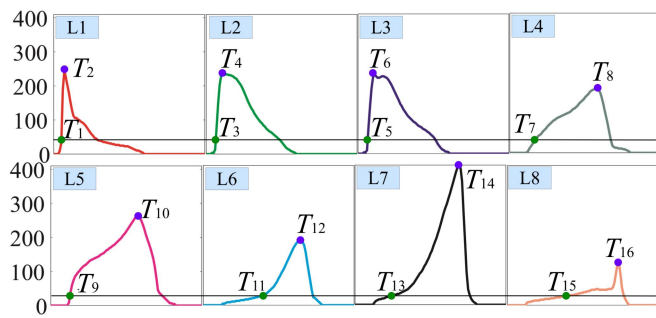 400 L1 L2 L3 L4
300 T2 T4 T6 T8
200
100 T1 T3 T5 T7
0
400 L5 L6 L7 L8
300 T10 T12 T14
200 T16
100 T9 T11 T13 T15
0